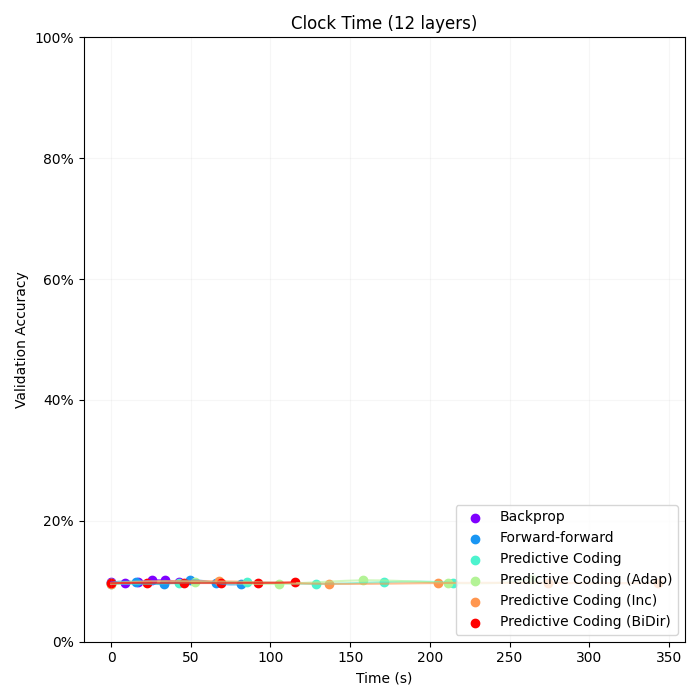 Clock Time (12 layers)
100%
80%
60%
40%
20%
0%
Validation Accuracy
Backprop
Forward-forward
Predictive Coding
Predictive Coding (Adap)
Predictive Coding (Inc)
Predictive Coding (BiDir)
0 50 100 150 200 250 300 350
Time (s)